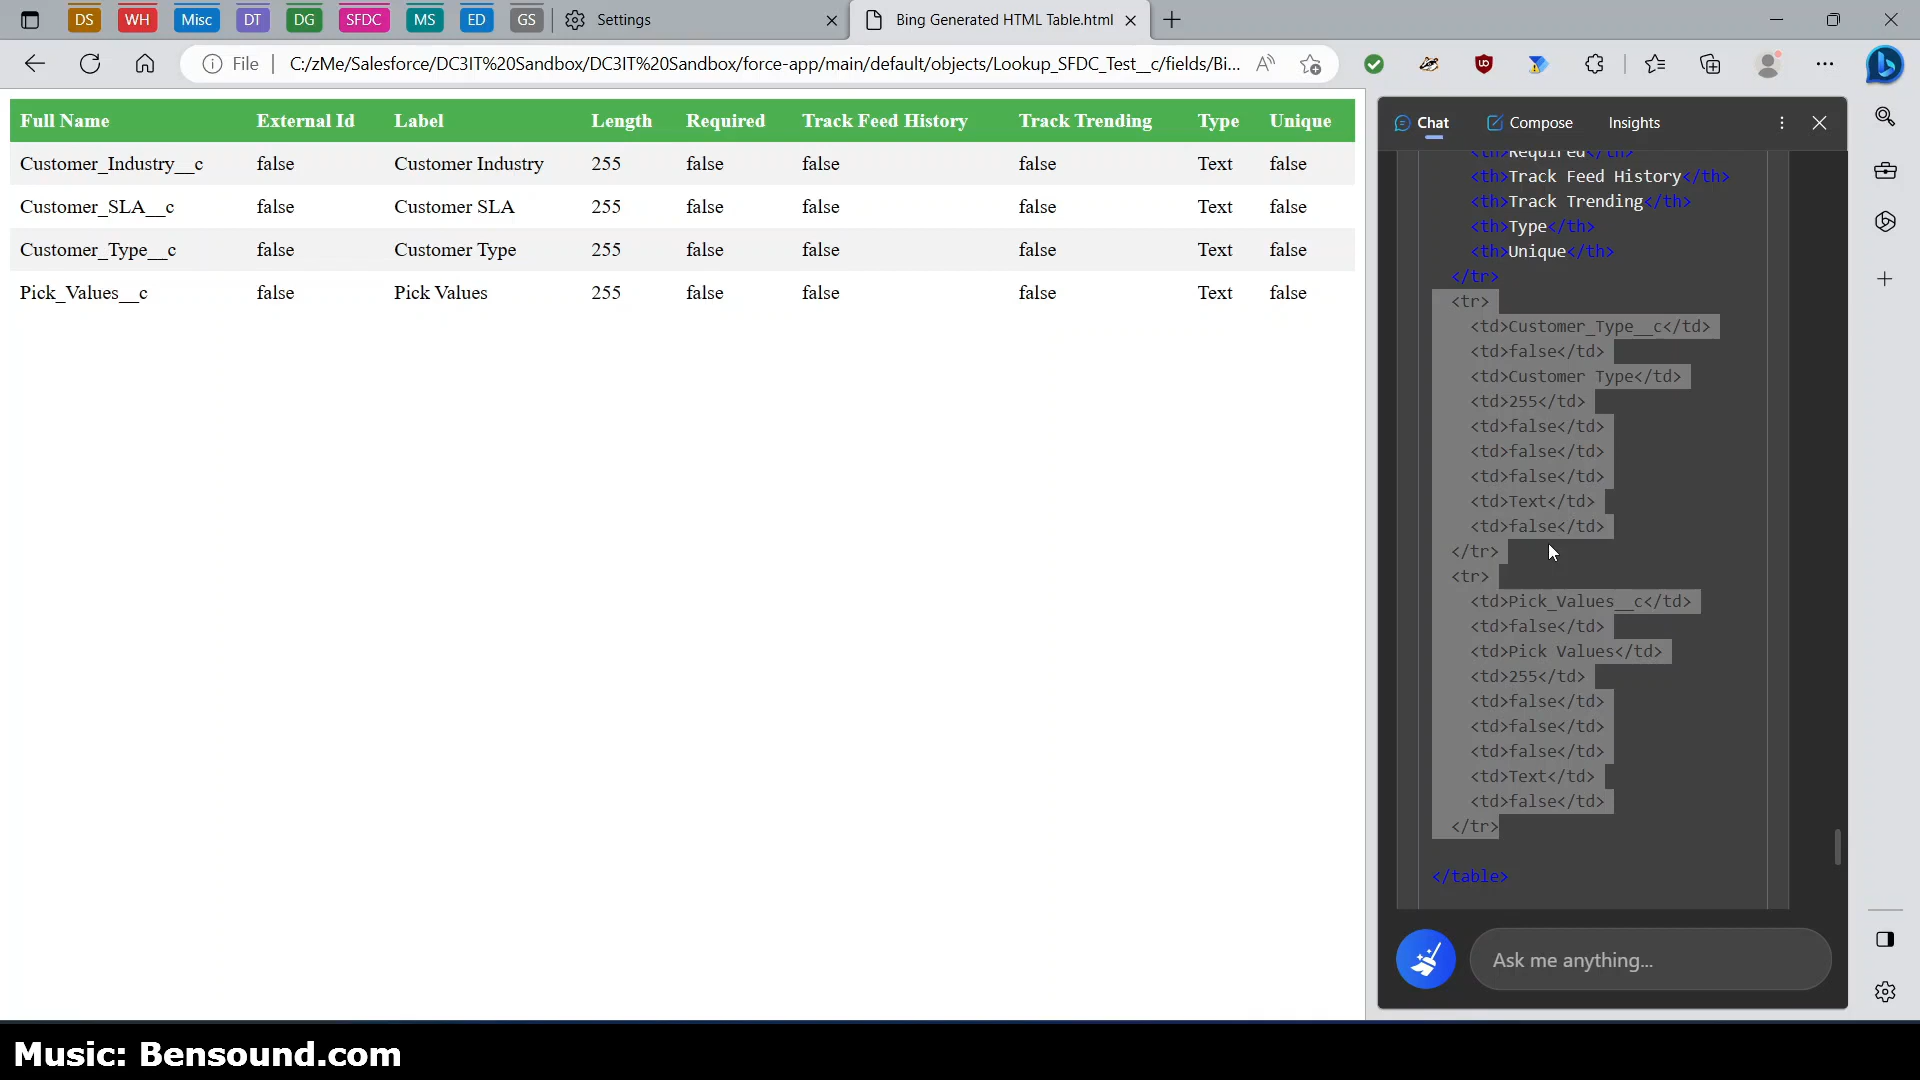 DS WH Misc DT DG SFDC MS ED GS Settings Bing Generated HTML Table.html
File C:/zMe/Salesforce/DC3IT%20Sandbox/DC3IT%20Sandbox/force-app/main/default/objects/Lookup_SFDC_Test__c/fields/Bi...
Full Name External Id Label Length Required Track Feed History Track Trending Type Unique
Customer_Industry__c false Customer Industry 255 false false false Text false
Customer_SLA__c false Customer SLA 255 false false false Text false
Customer_Type__c false Customer Type 255 false false false Text false
Pick_Values__c false Pick Values 255 false false false Text false
Chat Compose Insights
<th>Required</th>
<th>Track Feed History</th>
<th>Track Trending</th>
<th>Type</th>
<th>Unique</th>
</tr>
<tr>
<td>Customer_Type__c</td>
<td>false</td>
<td>Customer Type</td>
<td>255</td>
<td>false</td>
<td>false</td>
<td>false</td>
<td>Text</td>
<td>false</td>
</tr>
<tr>
<td>Pick_Values__c</td>
<td>false</td>
<td>Pick Values</td>
<td>255</td>
<td>false</td>
<td>false</td>
<td>false</td>
<td>Text</td>
<td>false</td>
</tr>
</table>
Ask me anything...
Music: Bensound.com